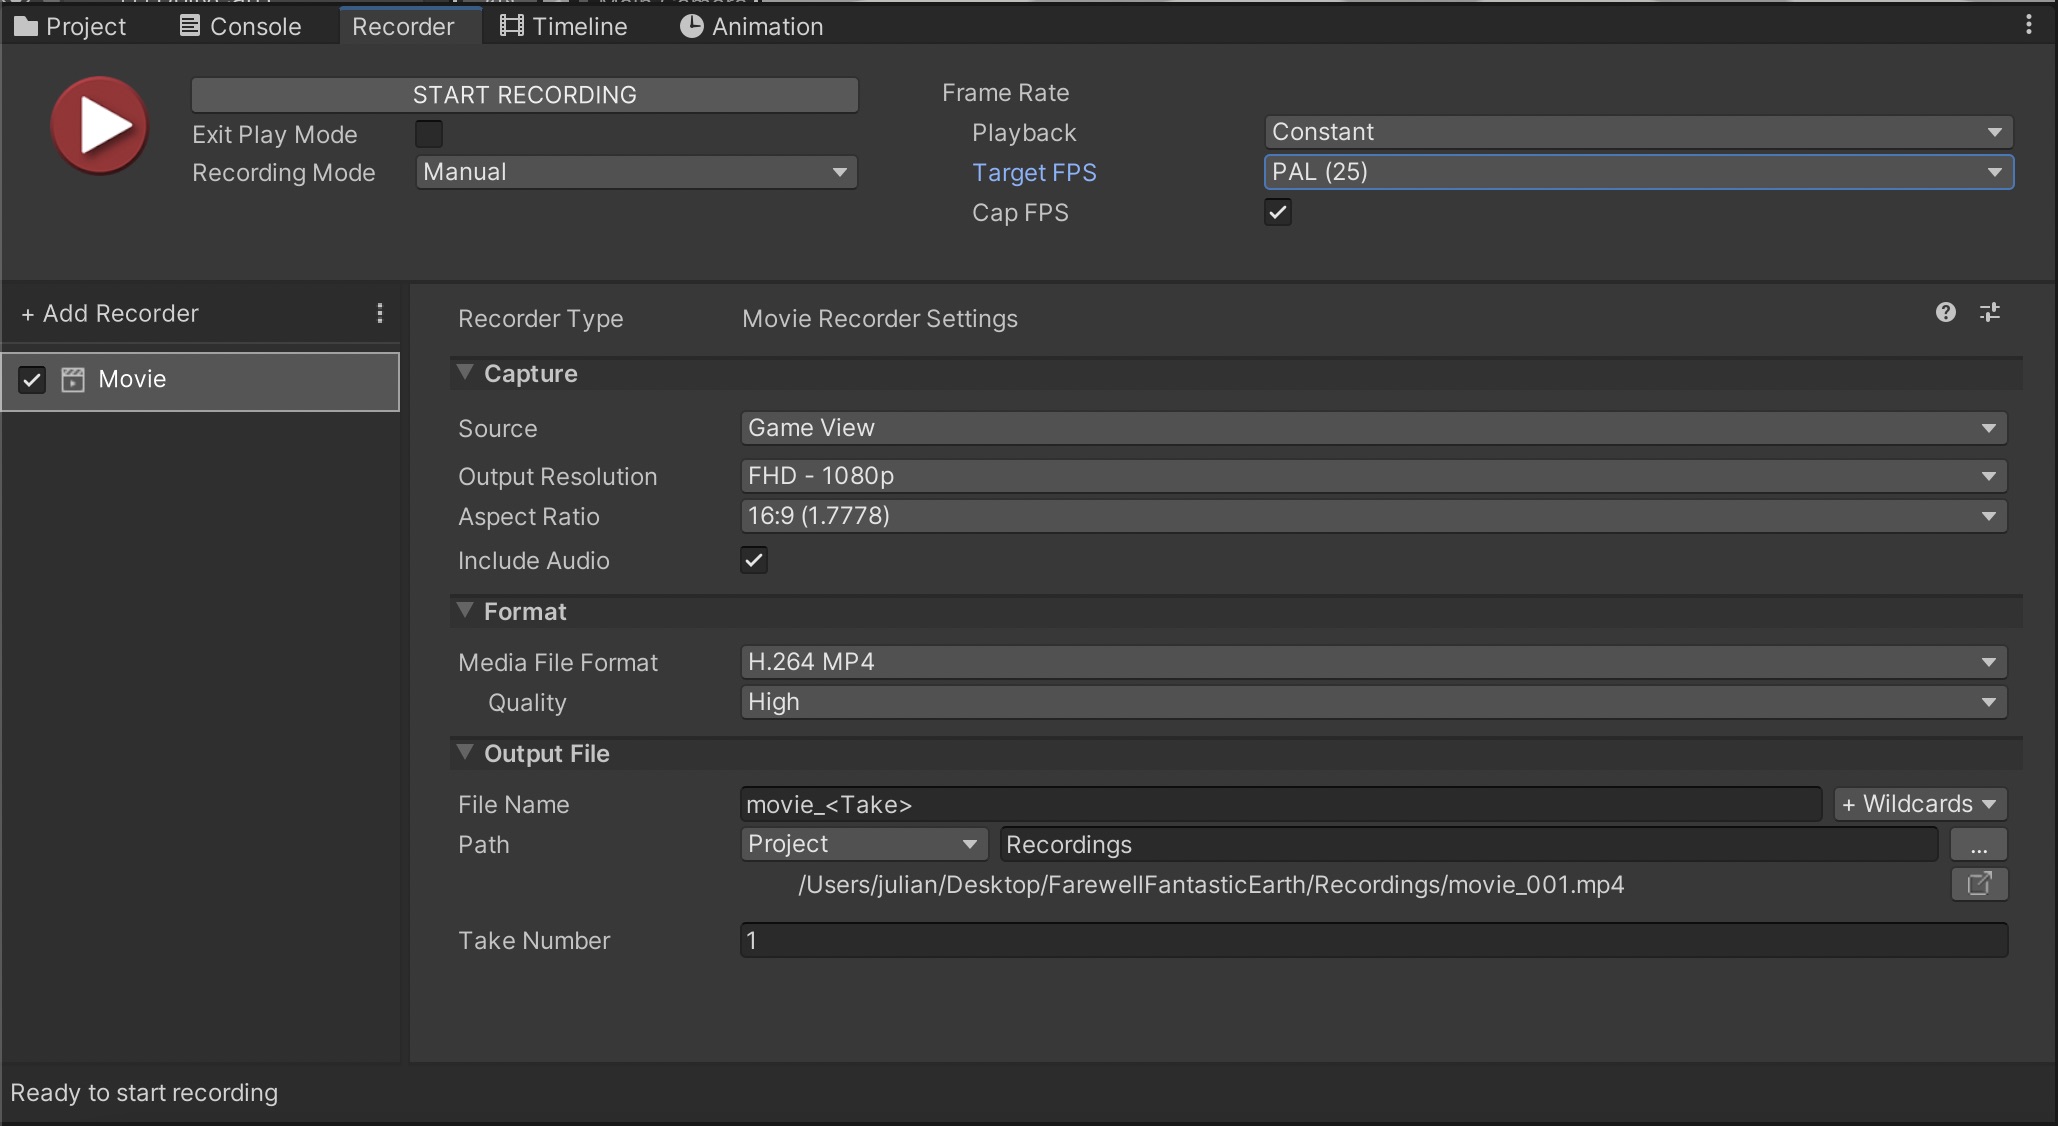 Project Console Recorder Timeline Animation
START RECORDING
Exit Play Mode
Recording Mode Manual
Frame Rate
Playback Constant
Target FPS PAL (25)
Cap FPS
+ Add Recorder
Movie
Recorder Type Movie Recorder Settings
Capture
Source Game View
Output Resolution FHD - 1080p
Aspect Ratio 16:9 (1.7778)
Include Audio
Format
Media File Format H.264 MP4
Quality High
Output File
File Name movie_<Take> + Wildcards
Path Project Recordings ...
/Users/julian/Desktop/FarewellFantasticEarth/Recordings/movie_001.mp4
Take Number 1
Ready to start recording